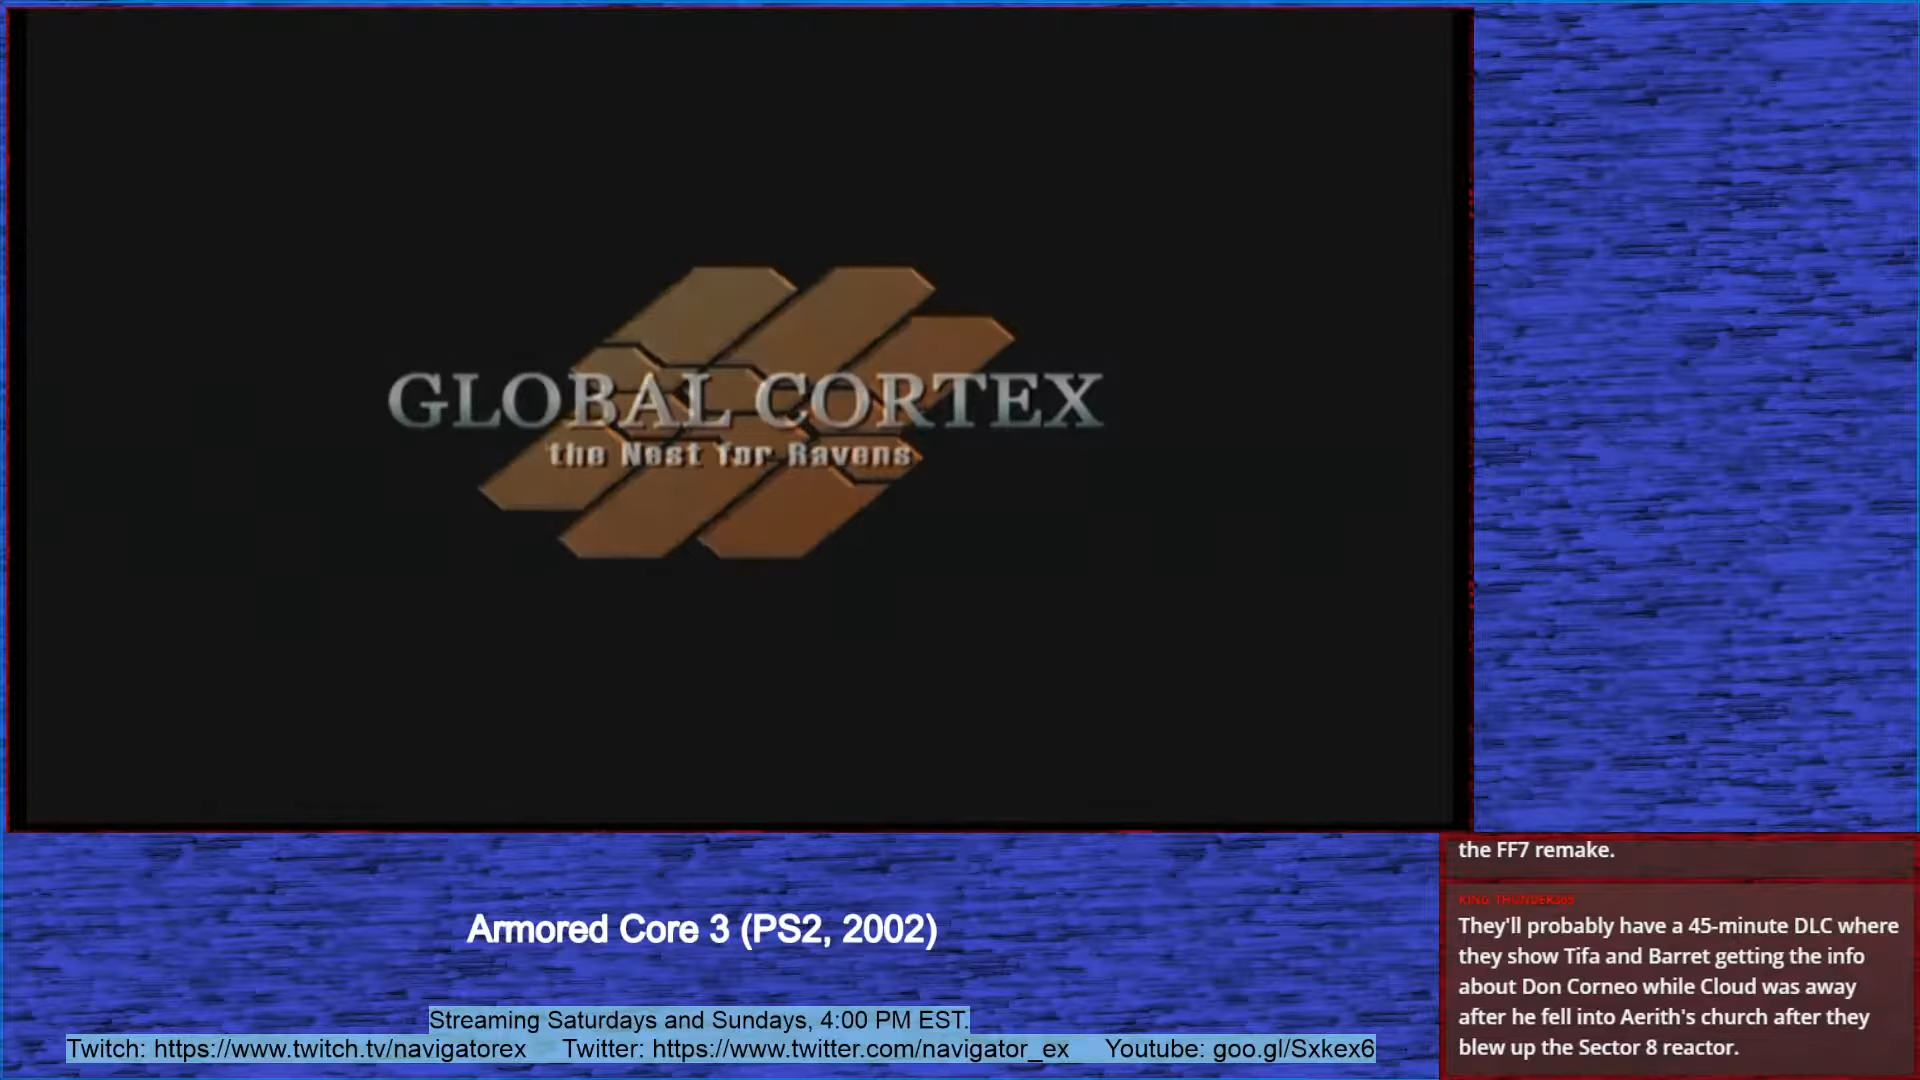 GLOBAL CORTEX
the Nest for Ravens
the FF7 remake.
KING_THUNDER305
They'll probably have a 45-minute DLC where
they show Tifa and Barret getting the info
about Don Corneo while Cloud was away
after he fell into Aerith's church after they
blew up the Sector 8 reactor.
Armored Core 3 (PS2, 2002)
Streaming Saturdays and Sundays, 4:00 PM EST.
Twitch: https://www.twitch.tv/navigatorex Twitter: https://www.twitter.com/navigator_ex Youtube: goo.gl/Sxkex6